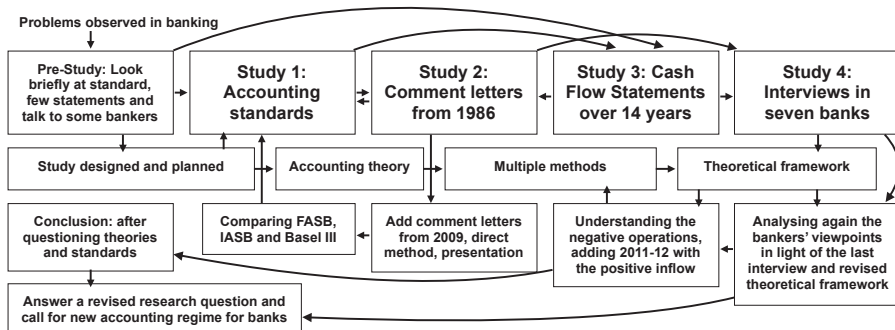 Problems observed in banking
Pre-Study: Look
briefly at standard,
few statements and
talk to some bankers
Study 1:
Accounting
standards
Study 2:
Comment letters
from 1986
Study 3: Cash
Flow Statements
over 14 years
Study 4:
Interviews in
seven banks
Study designed and planned
Accounting theory
Multiple methods
Theoretical framework
Conclusion: after
questioning theories
and standards
Comparing FASB,
IASB and Basel III
Add comment letters
from 2009, direct
method, presentation
Understanding the
negative operations,
adding 2011-12 with
the positive inflow
Analysing again the
bankers' viewpoints
in light of the last
interview and revised
theoretical framework
Answer a revised research question and
call for new accounting regime for banks